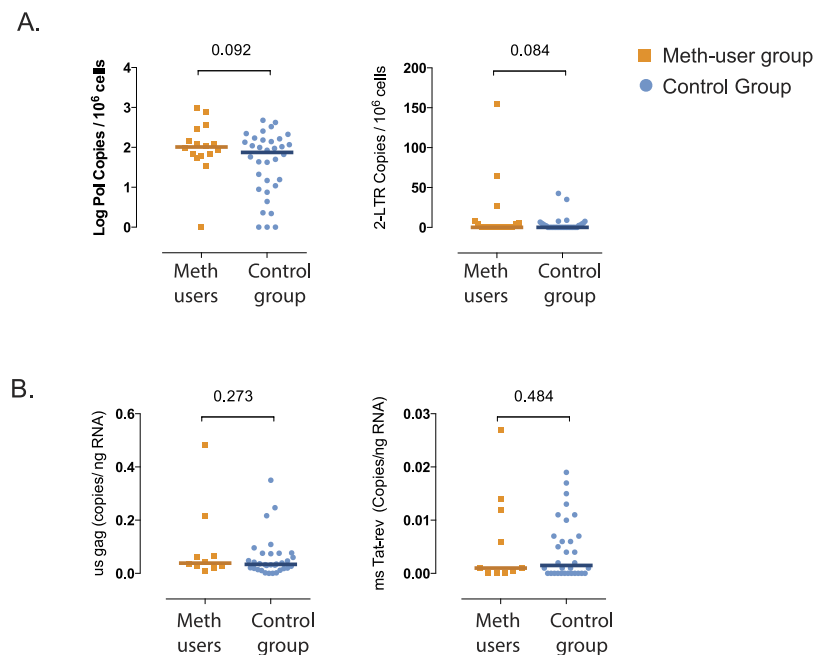 A.
0.092
Log Pol Copies / 10⁶ cells
4
3
2
1
0
Meth
users
Control
group
0.084
2-LTR Copies / 10⁶ cells
200
150
100
50
0
Meth
users
Control
group
Meth-user group
Control Group
B.
0.273
us gag (copies/ ng RNA)
0.6
0.4
0.2
0.0
Meth
users
Control
group
0.484
ms Tat-rev (Copies/ng RNA)
0.03
0.02
0.01
0.00
Meth
users
Control
group